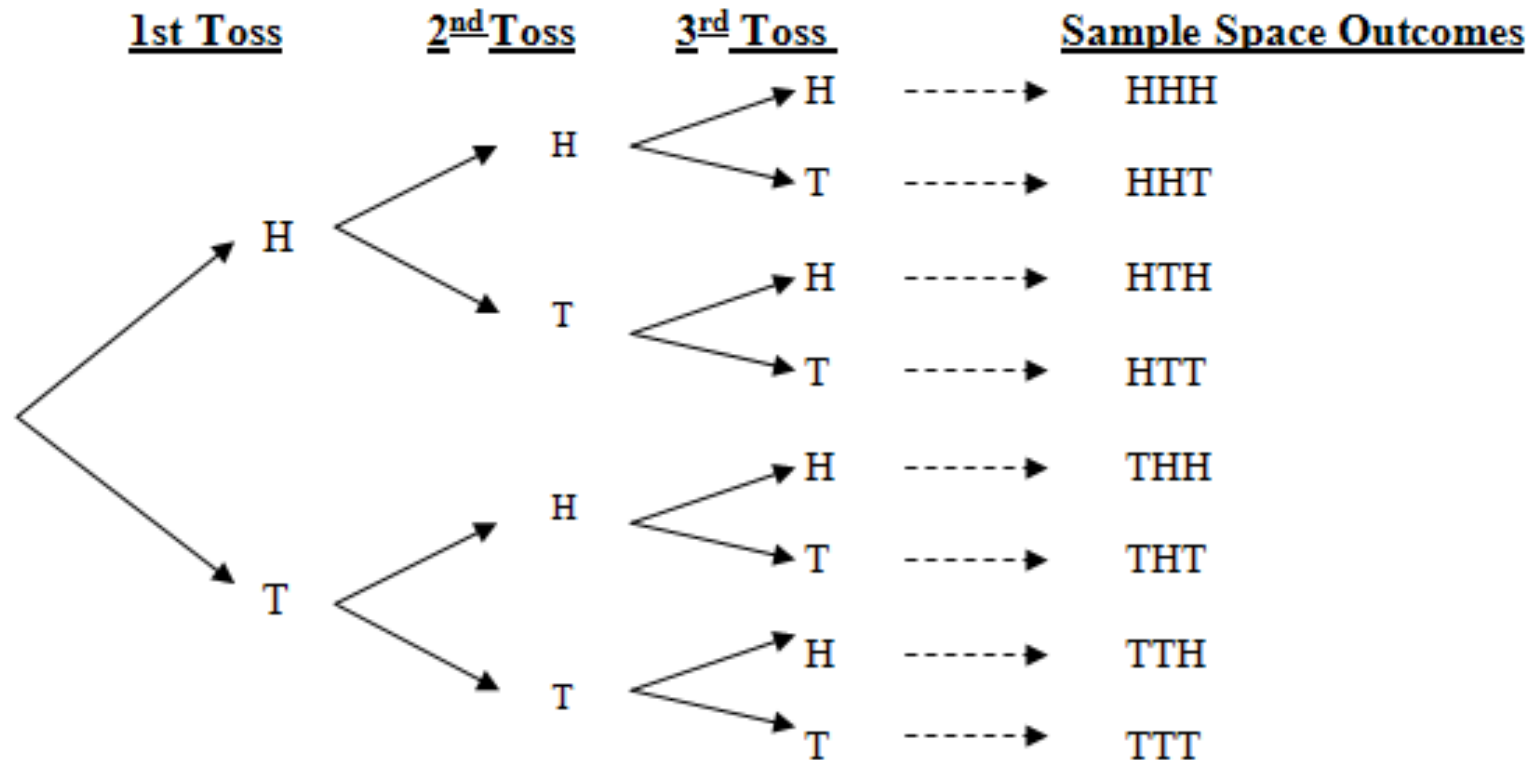 1st Toss 2nd Toss 3rd Toss Sample Space Outcomes
H HHH
H
T HHT
H
H HTH
T
T HTT
H THH
H
T THT
T
H TTH
T
T TTT